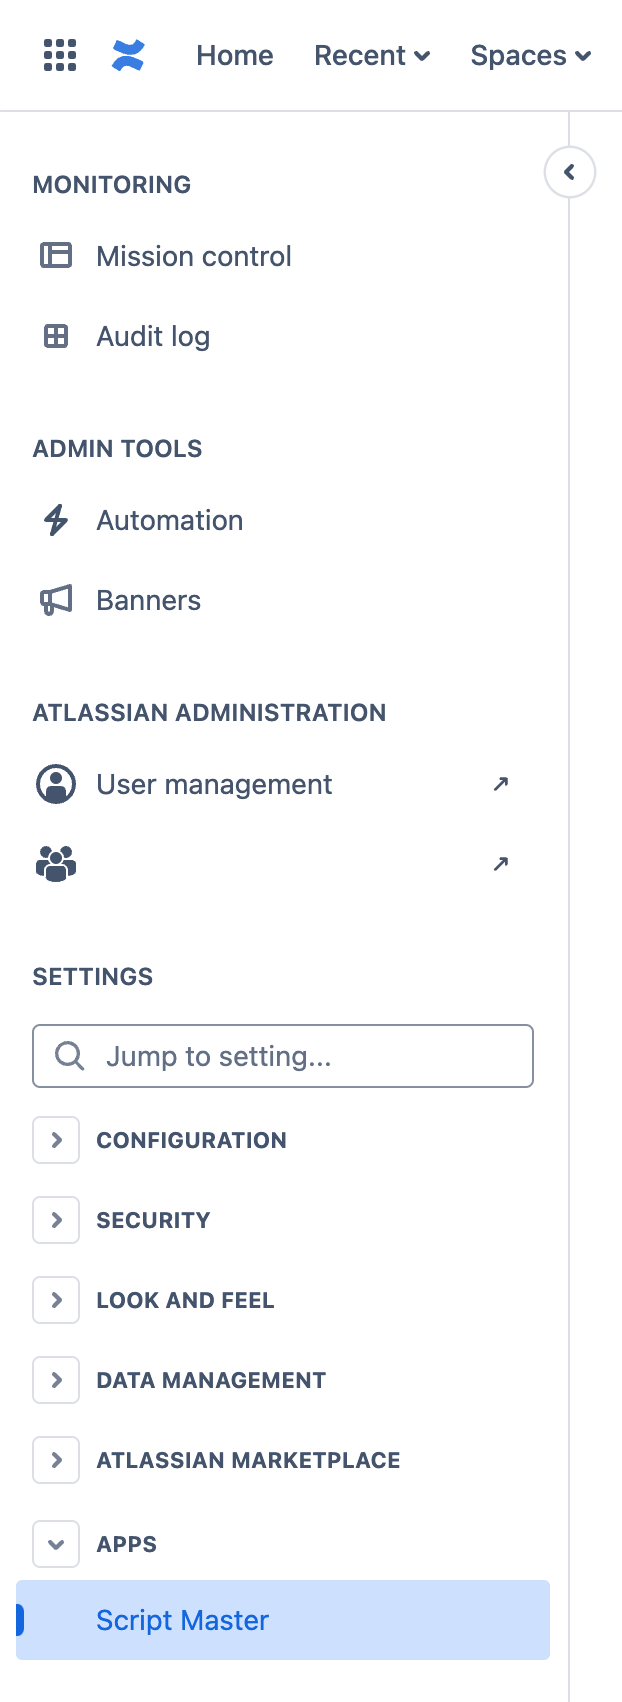 Home Recent Spaces
MONITORING
Mission control
Audit log
ADMIN TOOLS
Automation
Banners
ATLASSIAN ADMINISTRATION
User management
SETTINGS
Jump to setting...
CONFIGURATION
SECURITY
LOOK AND FEEL
DATA MANAGEMENT
ATLASSIAN MARKETPLACE
APPS
Script Master